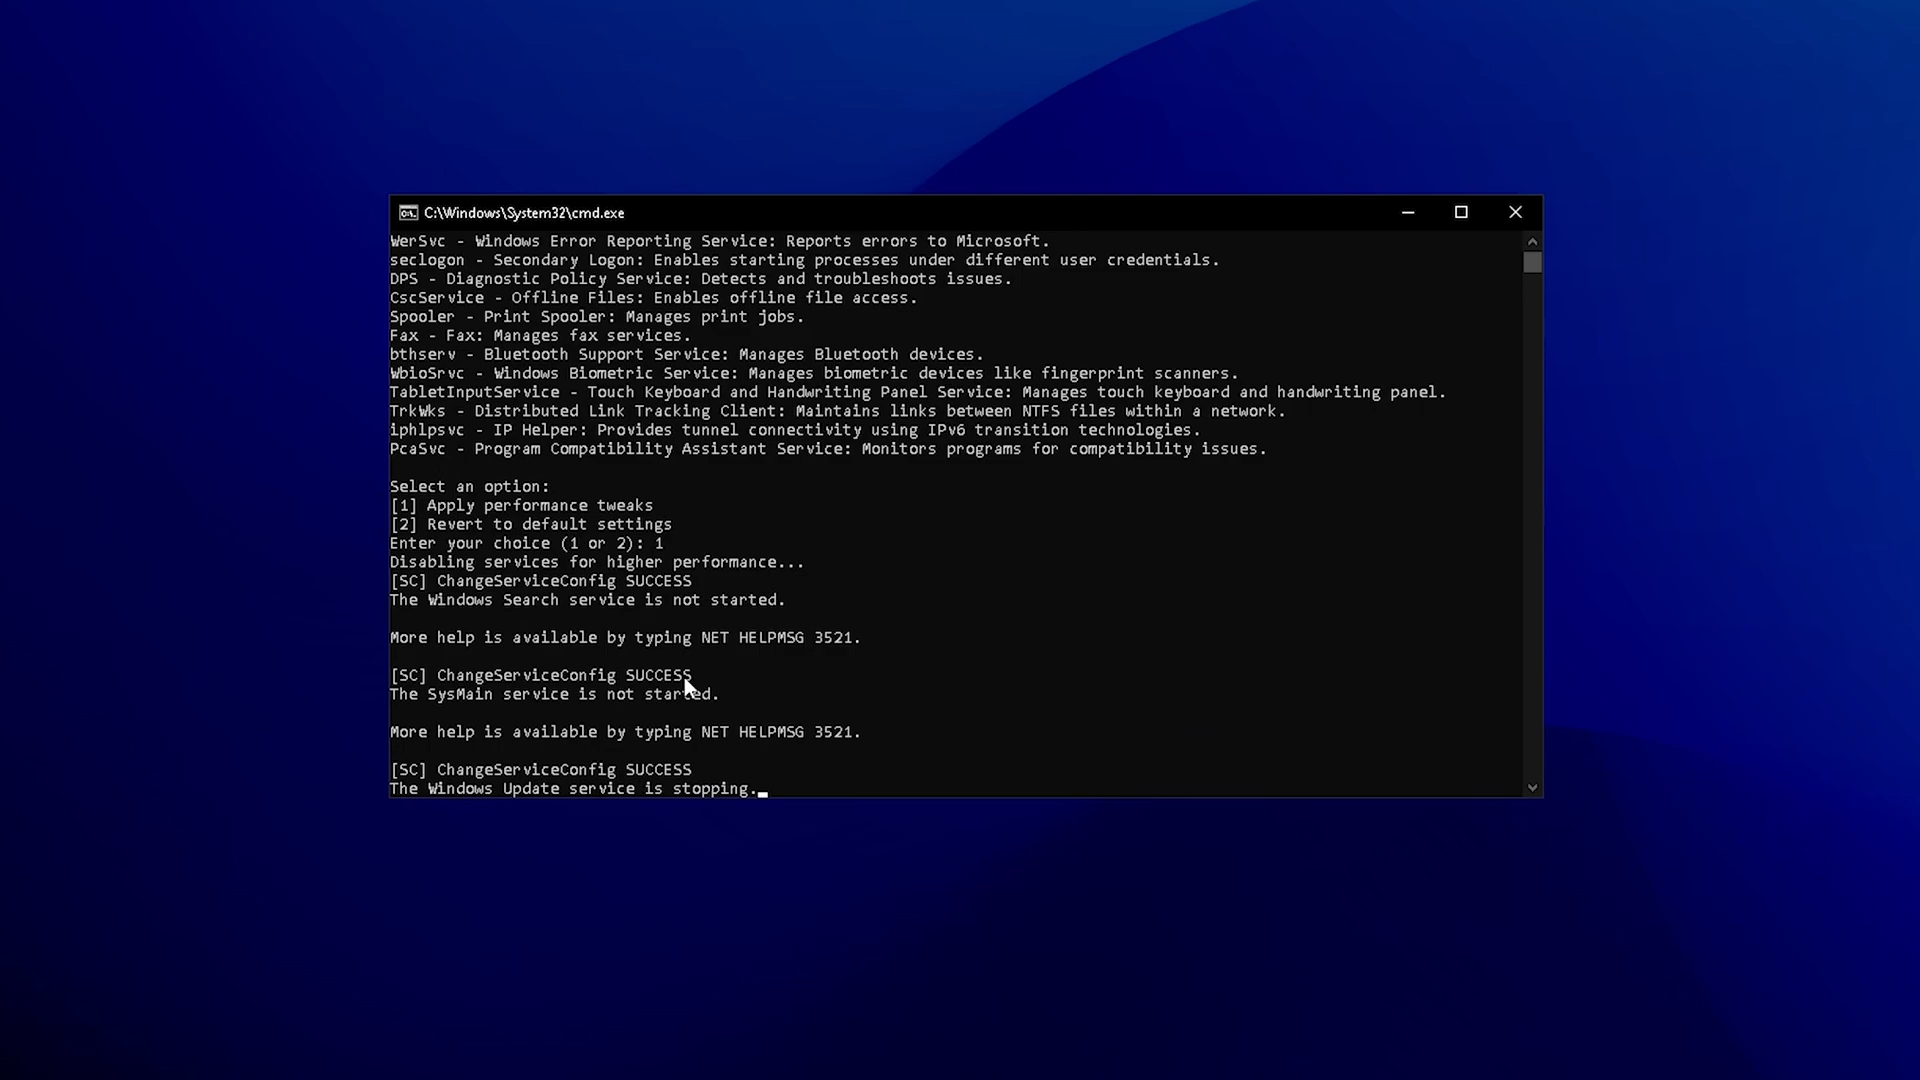 C:\Windows\System32\cmd.exe
WerSvc - Windows Error Reporting Service: Reports errors to Microsoft.
seclogon - Secondary Logon: Enables starting processes under different user credentials.
DPS - Diagnostic Policy Service: Detects and troubleshoots issues.
CscService - Offline Files: Enables offline file access.
Spooler - Print Spooler: Manages print jobs.
Fax - Fax: Manages fax services.
bthserv - Bluetooth Support Service: Manages Bluetooth devices.
WbioSrvc - Windows Biometric Service: Manages biometric devices like fingerprint scanners.
TabletInputService - Touch Keyboard and Handwriting Panel Service: Manages touch keyboard and handwriting panel.
TrkWks - Distributed Link Tracking Client: Maintains links between NTFS files within a network.
iphlpsvc - IP Helper: Provides tunnel connectivity using IPv6 transition technologies.
PcaSvc - Program Compatibility Assistant Service: Monitors programs for compatibility issues.
Select an option:
[1] Apply performance tweaks
[2] Revert to default settings
Enter your choice (1 or 2): 1
Disabling services for higher performance...
[SC] ChangeServiceConfig SUCCESS
The Windows Search service is not started.
More help is available by typing NET HELPMSG 3521.
[SC] ChangeServiceConfig SUCCESS
The SysMain service is not started.
More help is available by typing NET HELPMSG 3521.
[SC] ChangeServiceConfig SUCCESS
The Windows Update service is stopping.